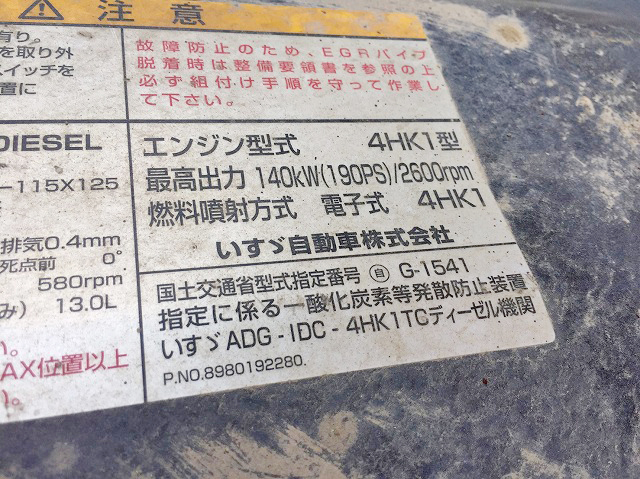 注意
有り。
を取り外
スイッチを
置に
故障防止のため、EGRパイプ
脱着時は整備要領書を参照の上
必ず組付け手順を守って作業し
て下さい。
DIESEL
-115X125
排気0.4mm
死点前 0°
580rpm
み) 13.0L
い。
AX位置以上
い。
エンジン型式 4HK1型
最高出力 140kW(190PS)/2600rpm
燃料噴射方式 電子式 4HK1
いすゞ自動車株式会社
国土交通省型式指定番号 自 G-1541
指定に係る一酸化炭素等発散防止装置
いすゞADG-IDC-4HK1TCディーゼル機関
P.NO.8980192280.